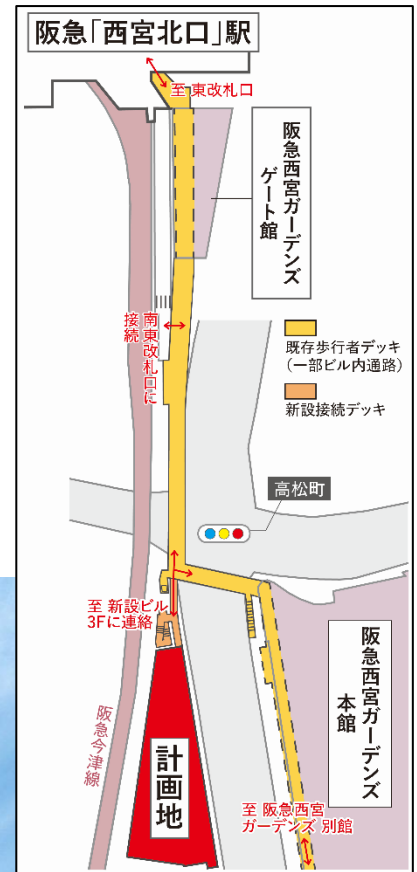 阪急「西宮北口」駅
至 東改札口
阪急西宮ガーデンズ
ゲート館
南東改札口に
接続
既存歩行者デッキ
(一部ビル内通路)
新設接続デッキ
高松町
至 新設ビル
3Fに連絡
阪急西宮ガーデンズ
本館
阪急今津線
計画地
至 阪急西宮
ガーデンズ 別館